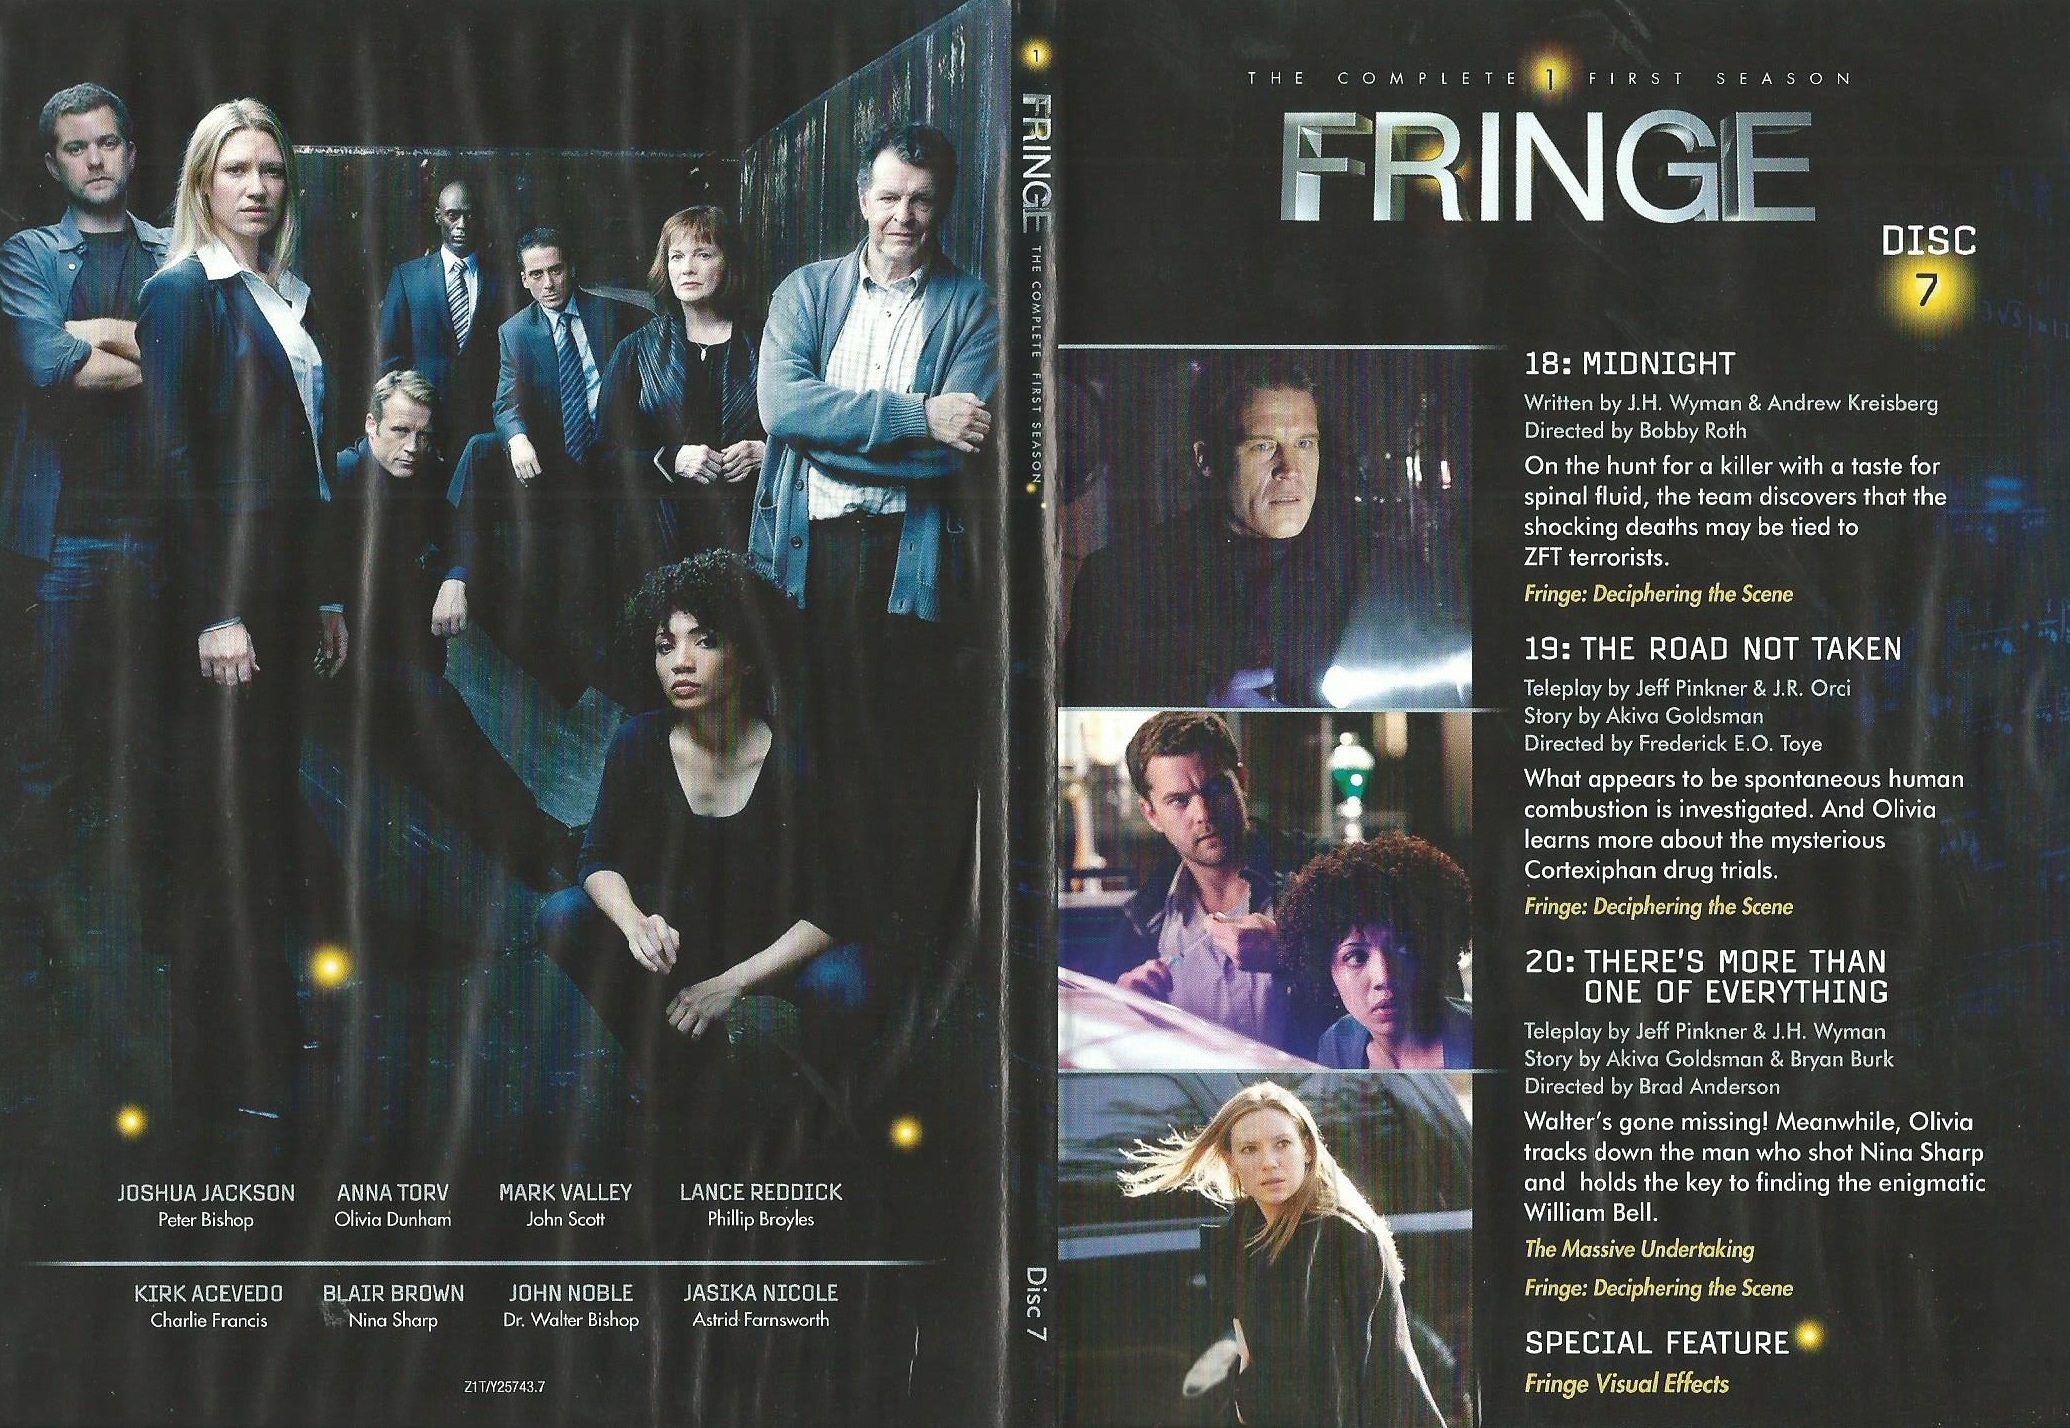 JOSHUA JACKSON
Peter Bishop
ANNA TORV
Olivia Dunham
MARK VALLEY
John Scott
LANCE REDDICK
Phillip Broyles
KIRK ACEVEDO
Charlie Francis
BLAIR BROWN
Nina Sharp
JOHN NOBLE
Dr. Walter Bishop
JASIKA NICOLE
Astrid Farnsworth
Z1T/Y25743.7
1
FRINGE THE COMPLETE FIRST SEASON
Disc 7
THE COMPLETE 1 FIRST SEASON
FRINGE
DISC
7
18: MIDNIGHT
Written by J.H. Wyman & Andrew Kreisberg
Directed by Bobby Roth
On the hunt for a killer with a taste for
spinal fluid, the team discovers that the
shocking deaths may be tied to
ZFT terrorists.
Fringe: Deciphering the Scene
19: THE ROAD NOT TAKEN
Teleplay by Jeff Pinkner & J.R. Orci
Story by Akiva Goldsman
Directed by Frederick E.O. Toye
What appears to be spontaneous human
combustion is investigated. And Olivia
learns more about the mysterious
Cortexiphan drug trials.
Fringe: Deciphering the Scene
20: THERE'S MORE THAN
ONE OF EVERYTHING
Teleplay by Jeff Pinkner & J.H. Wyman
Story by Akiva Goldsman & Bryan Burk
Directed by Brad Anderson
Walter's gone missing! Meanwhile, Olivia
tracks down the man who shot Nina Sharp
and holds the key to finding the enigmatic
William Bell.
The Massive Undertaking
Fringe: Deciphering the Scene
SPECIAL FEATURE
Fringe Visual Effects